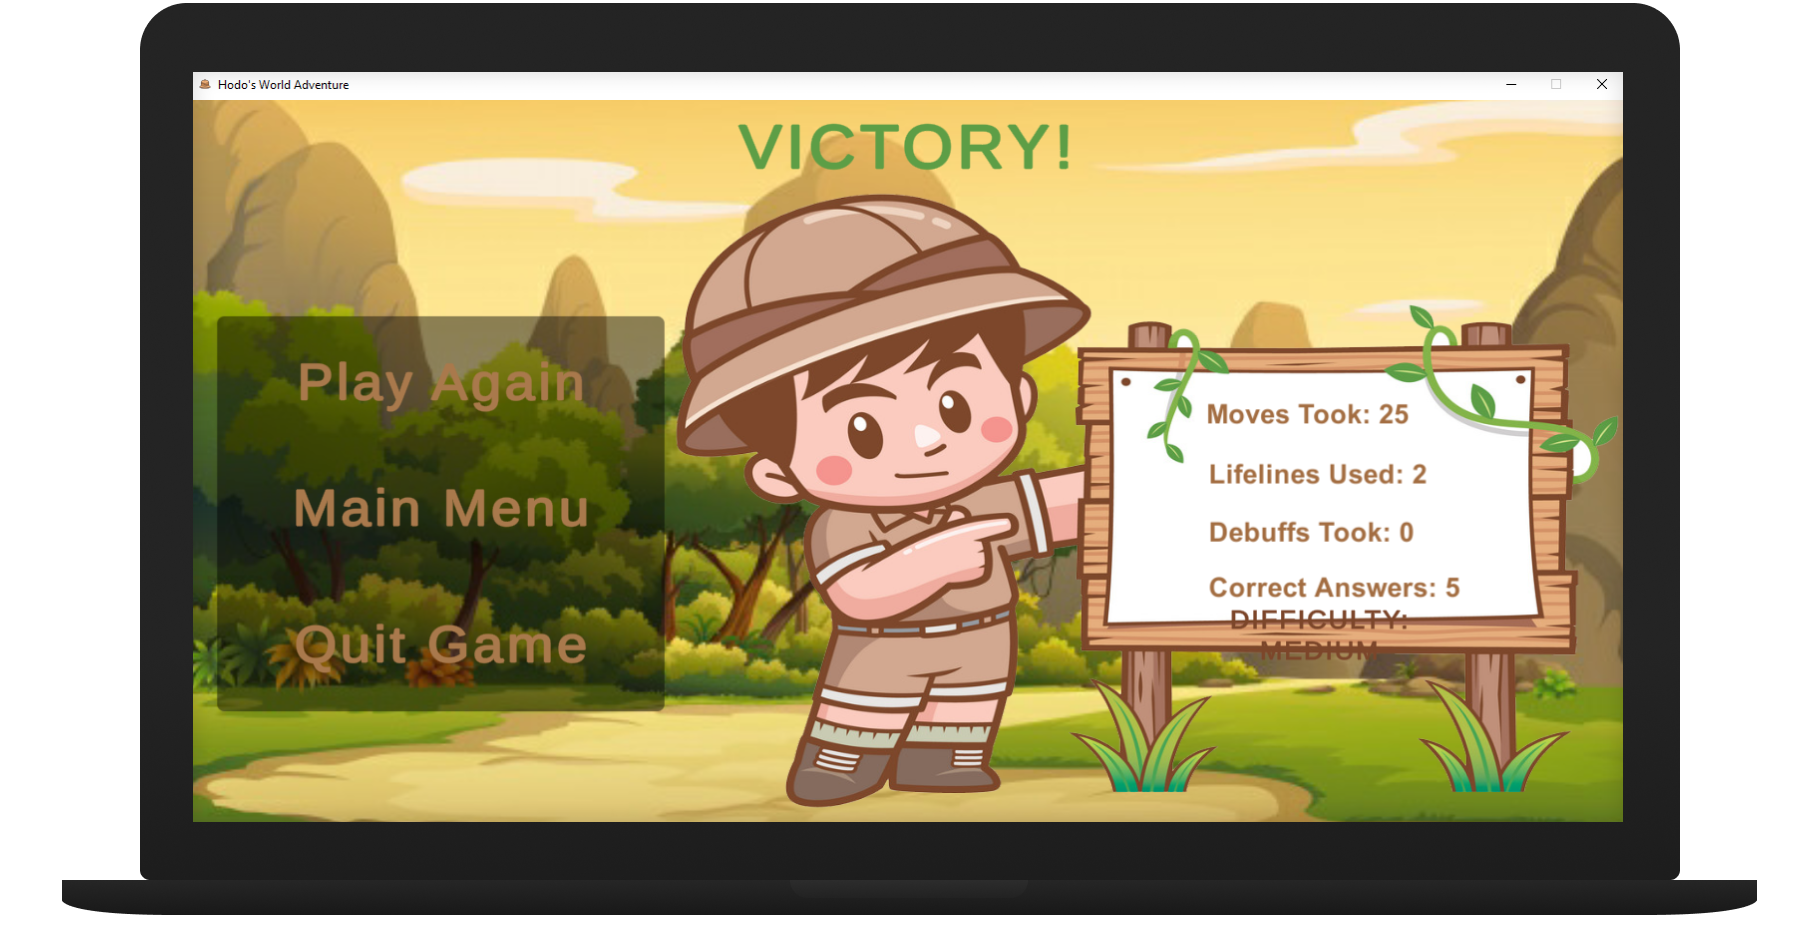 Hodo's World Adventure
VICTORY!
Play Again
Main Menu
Quit Game
Moves Took: 25
Lifelines Used: 2
Debuffs Took: 0
Correct Answers: 5
DIFFICULTY:
MEDIUM